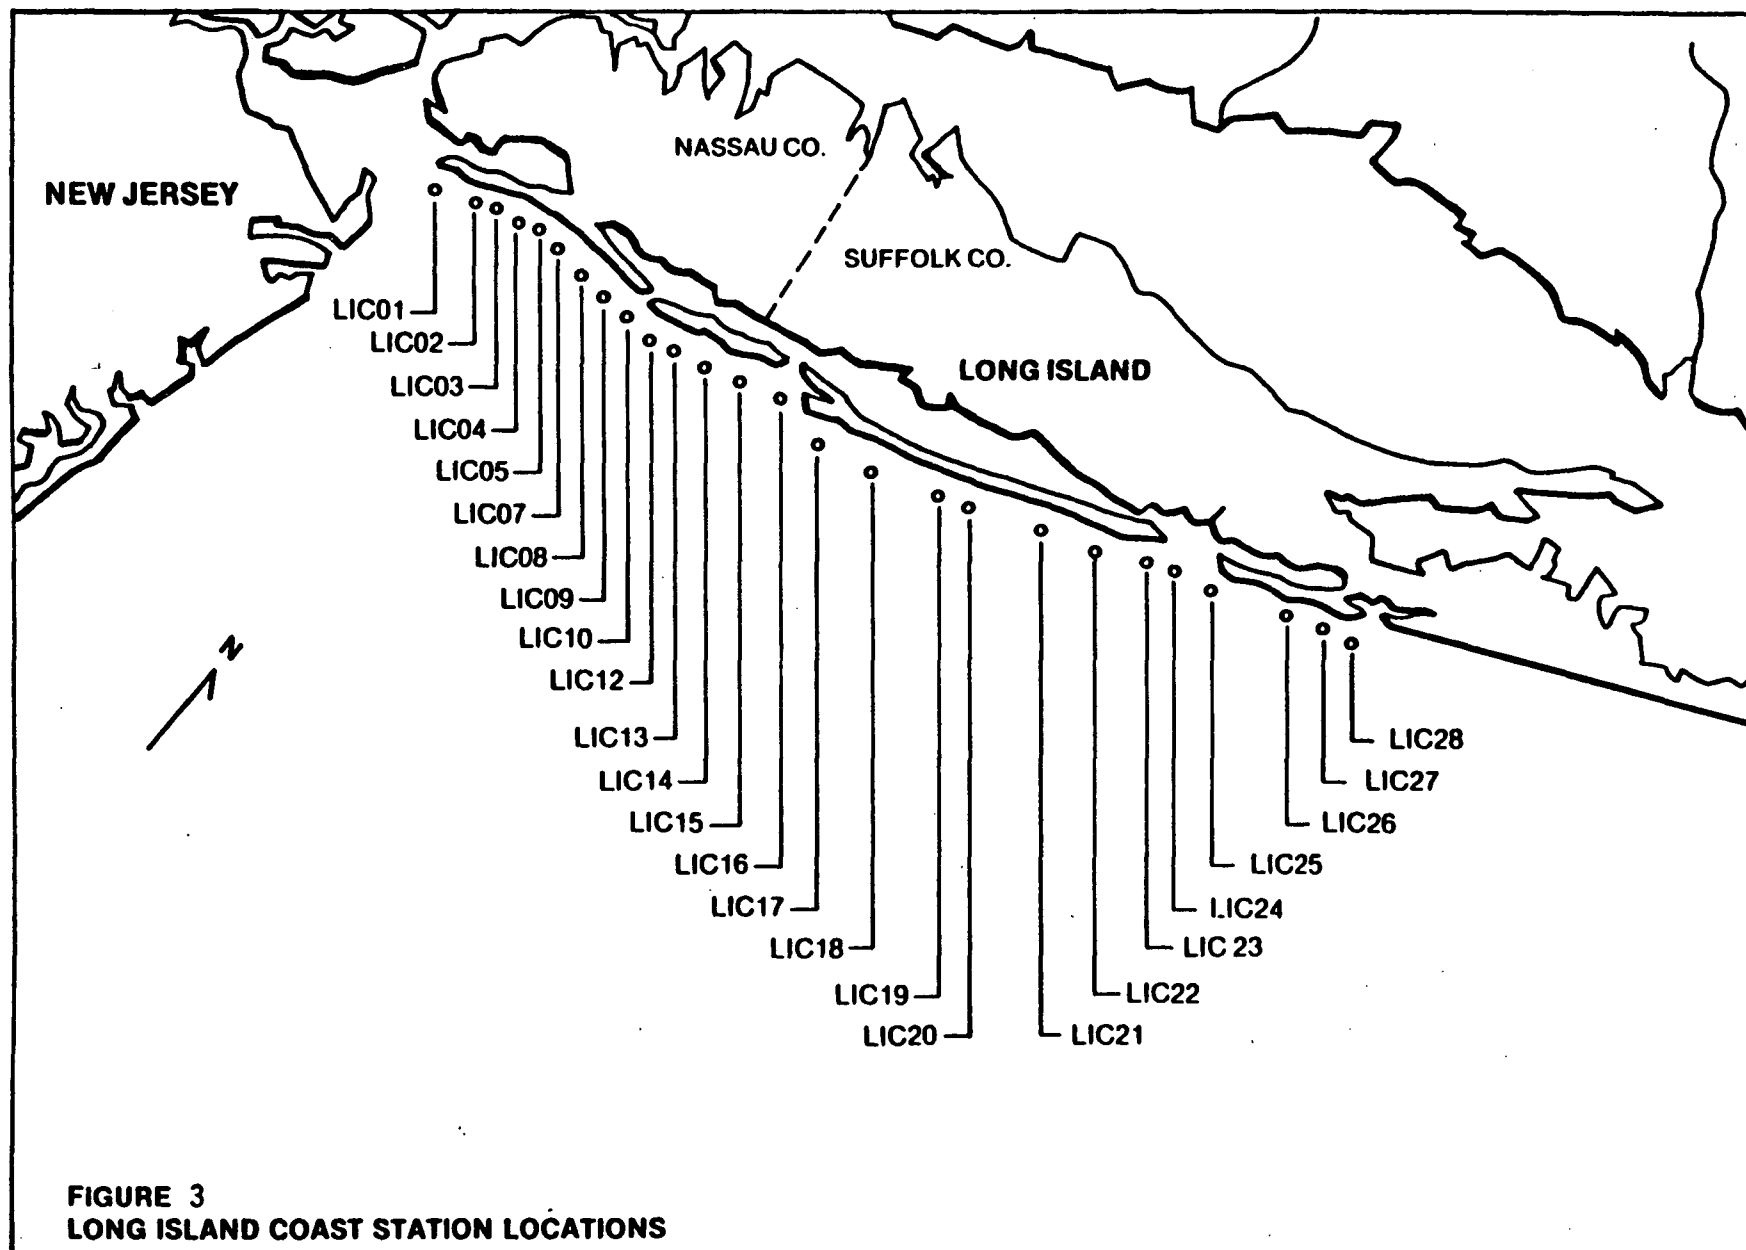 NASSAU CO.
NEW JERSEY
SUFFOLK CO.
LONG ISLAND
LIC01
LIC02
LIC03
LIC04
LIC05
LIC07
LIC08
LIC09
LIC10
LIC12
LIC13
LIC14
LIC15
LIC16
LIC17
LIC18
LIC19
LIC20
LIC21
LIC22
LIC 23
LIC24
LIC25
LIC26
LIC27
LIC28
N
FIGURE 3
LONG ISLAND COAST STATION LOCATIONS